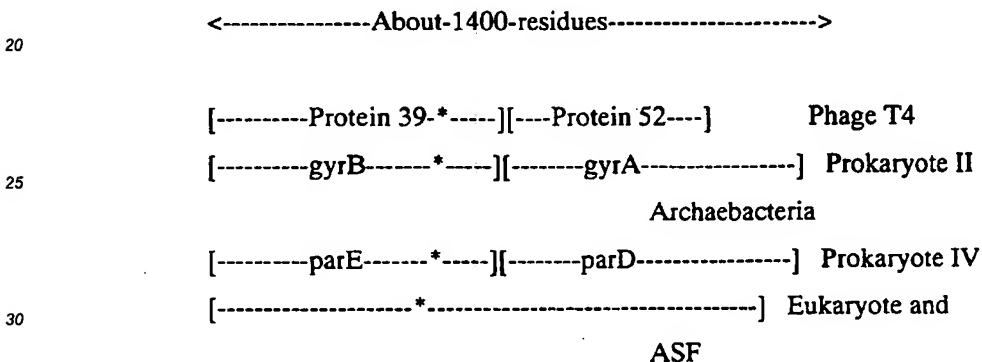 <----------------About-1400-residues----------------------->
20
[----------Protein 39-*-----][----Protein 52----] Phage T4
[----------gyrB-------*-----][--------gyrA-----------------] Prokaryote II
25
Archaebacteria
[----------parE-------*-----][--------parD-----------------] Prokaryote IV
[---------------------*------------------------------------] Eukaryote and
30
ASF